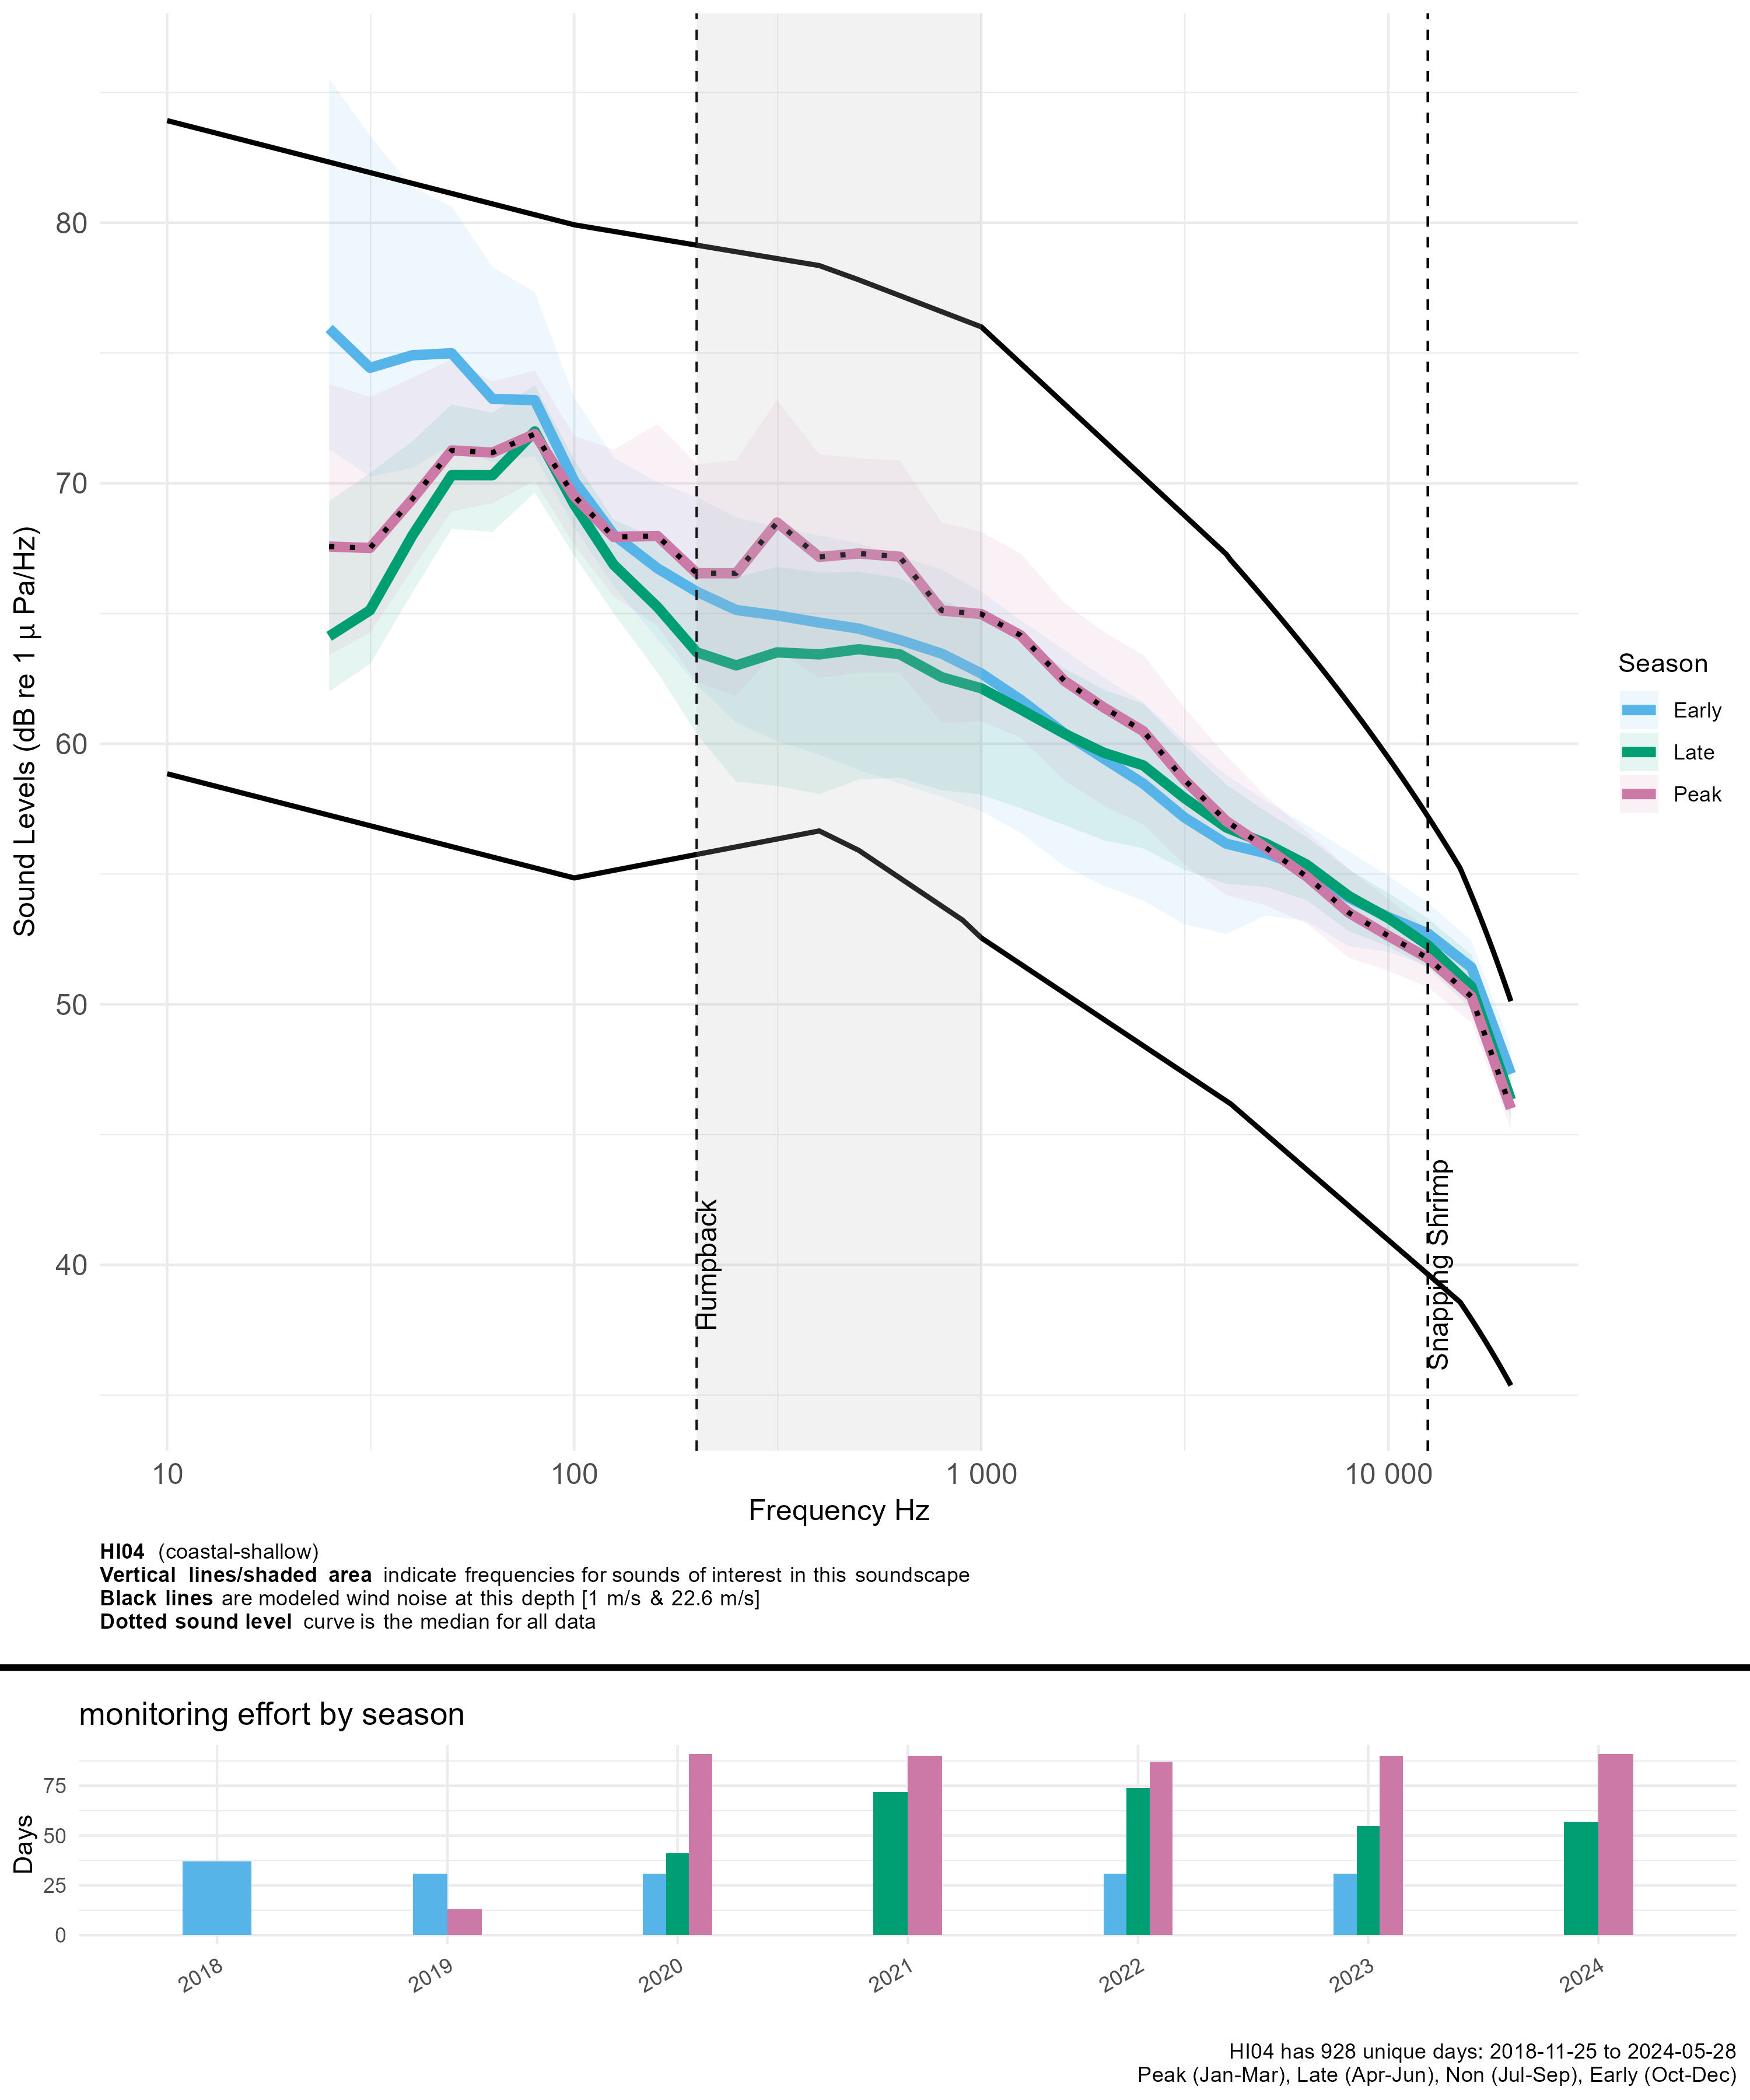 80
70
60
50
40
Sound Levels (dB re 1 µ Pa/Hz)
Humpback
Snapping Shrimp
10
100
1 000
10 000
Frequency Hz
Season
Early
Late
Peak
HI04 (coastal-shallow)
Vertical lines/shaded area indicate frequencies for sounds of interest in this soundscape
Black lines are modeled wind noise at this depth [1 m/s & 22.6 m/s]
Dotted sound level curve is the median for all data
monitoring effort by season
Days
75
50
25
0
2018
2019
2020
2021
2022
2023
2024
HI04 has 928 unique days: 2018-11-25 to 2024-05-28
Peak (Jan-Mar), Late (Apr-Jun), Non (Jul-Sep), Early (Oct-Dec)